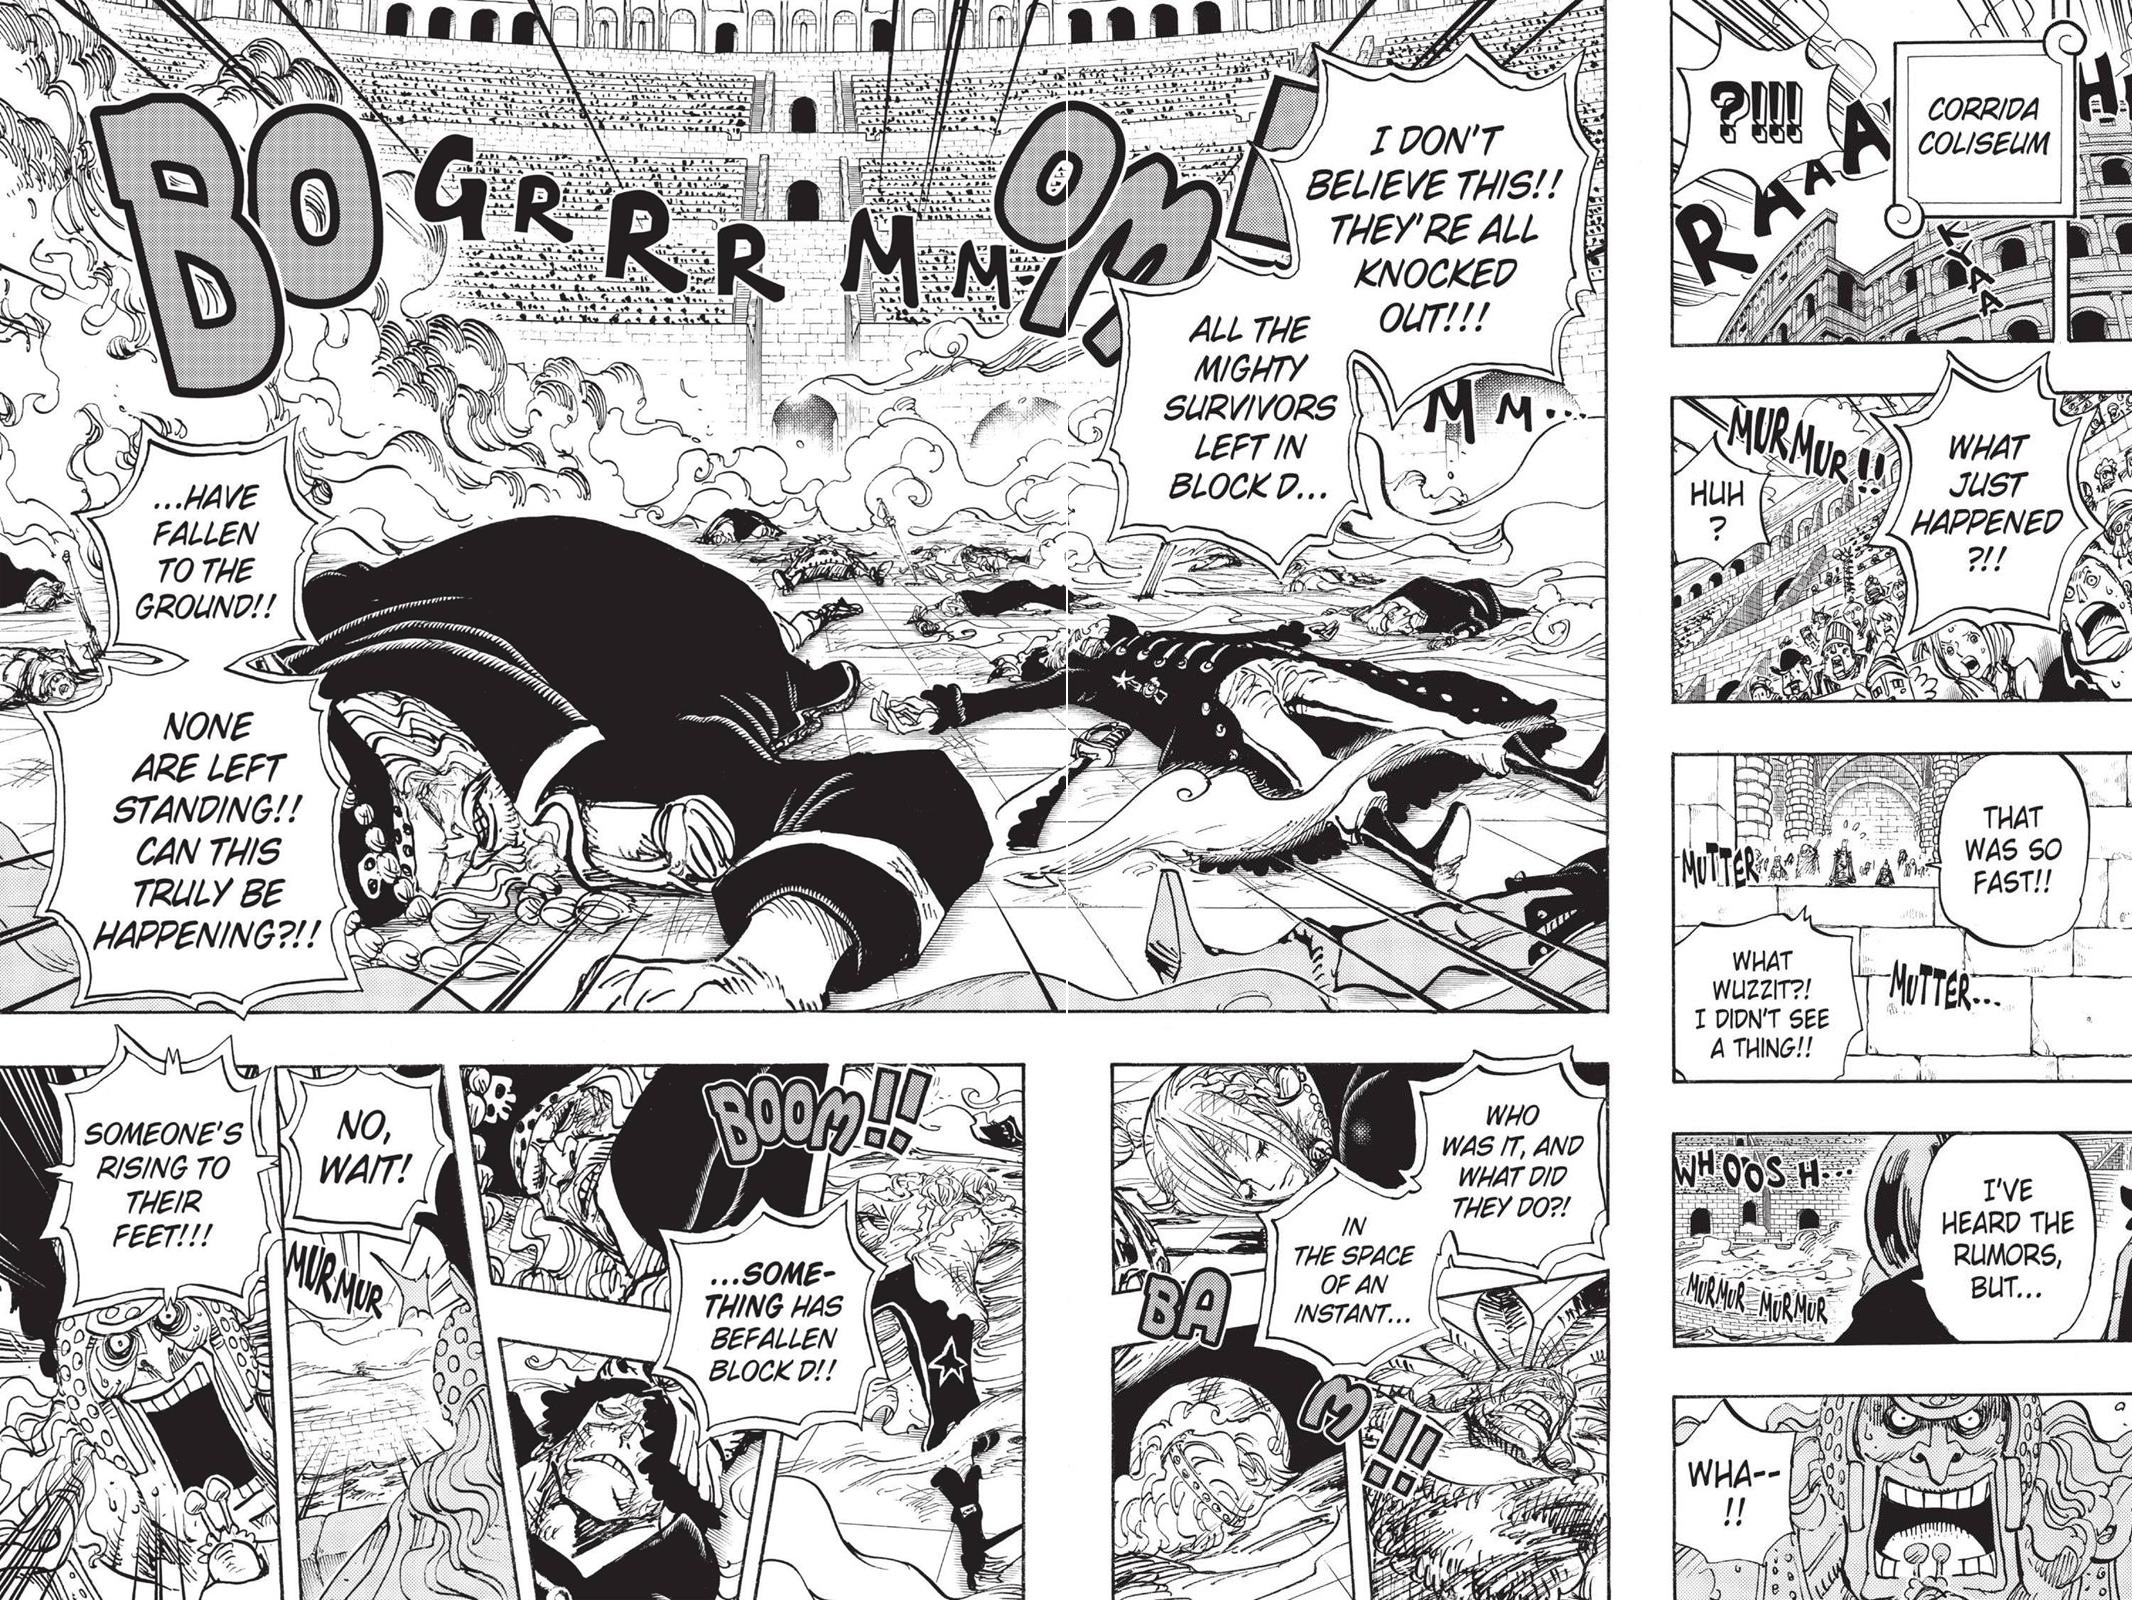 ?!!!
CORRIDA
COLISEUM
RAAAA
H
KYAA
MURMUR!!
WHAT
JUST
HAPPENED
?!!
HUH
?
THAT
WAS SO
FAST!!
MUTTER
WHAT
WUZZIT?!
I DIDN'T SEE
A THING!!
MUTTER...
WHOOSH...
I'VE
HEARD THE
RUMORS,
BUT...
MURMUR MURMUR
WHA--
!!
I DON'T
BELIEVE THIS!!
THEY'RE ALL
KNOCKED
OUT!!!
ALL THE
MIGHTY
SURVIVORS
LEFT IN
BLOCK D...
BOOM!
GRRRMMMM...
...HAVE
FALLEN
TO THE
GROUND!!
NONE
ARE LEFT
STANDING!!
CAN THIS
TRULY BE
HAPPENING?!!
WHO
WAS IT, AND
WHAT DID
THEY DO?!
IN
THE SPACE
OF AN
INSTANT...
BAM!!
BOOM!!
...SOME-
THING HAS
BEFALLEN
BLOCK D!!
NO,
WAIT!
MURMUR
SOMEONE'S
RISING TO
THEIR
FEET!!!